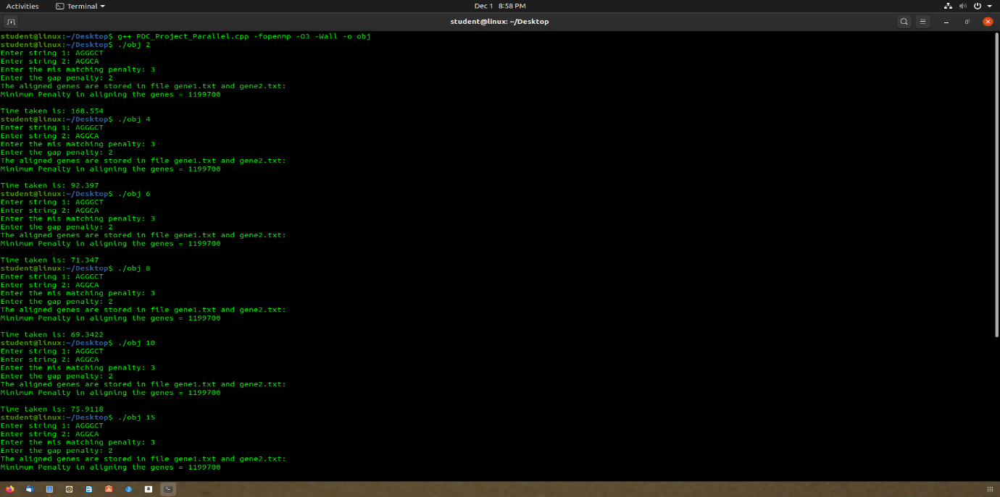 Activities Terminal Dec 1 8:58 PM
student@linux: ~/Desktop
student@linux:~/Desktop$ g++ PDC_Project_Parallel.cpp -fopenmp -O3 -Wall -o obj
student@linux:~/Desktop$ ./obj 2
Enter string 1: AGGGCT
Enter string 2: AGGCA
Enter the mis matching penalty: 3
Enter the gap penalty: 2
The aligned genes are stored in file gene1.txt and gene2.txt:
Minimum Penalty in aligning the genes = 1199700
Time taken is: 168.554
student@linux:~/Desktop$ ./obj 4
Enter string 1: AGGGCT
Enter string 2: AGGCA
Enter the mis matching penalty: 3
Enter the gap penalty: 2
The aligned genes are stored in file gene1.txt and gene2.txt:
Minimum Penalty in aligning the genes = 1199700
Time taken is: 92.397
student@linux:~/Desktop$ ./obj 6
Enter string 1: AGGGCT
Enter string 2: AGGCA
Enter the mis matching penalty: 3
Enter the gap penalty: 2
The aligned genes are stored in file gene1.txt and gene2.txt:
Minimum Penalty in aligning the genes = 1199700
Time taken is: 71.347
student@linux:~/Desktop$ ./obj 8
Enter string 1: AGGGCT
Enter string 2: AGGCA
Enter the mis matching penalty: 3
Enter the gap penalty: 2
The aligned genes are stored in file gene1.txt and gene2.txt:
Minimum Penalty in aligning the genes = 1199700
Time taken is: 69.3422
student@linux:~/Desktop$ ./obj 10
Enter string 1: AGGGCT
Enter string 2: AGGCA
Enter the mis matching penalty: 3
Enter the gap penalty: 2
The aligned genes are stored in file gene1.txt and gene2.txt:
Minimum Penalty in aligning the genes = 1199700
Time taken is: 75.9118
student@linux:~/Desktop$ ./obj 15
Enter string 1: AGGGCT
Enter string 2: AGGCA
Enter the mis matching penalty: 3
Enter the gap penalty: 2
The aligned genes are stored in file gene1.txt and gene2.txt:
Minimum Penalty in aligning the genes = 1199700